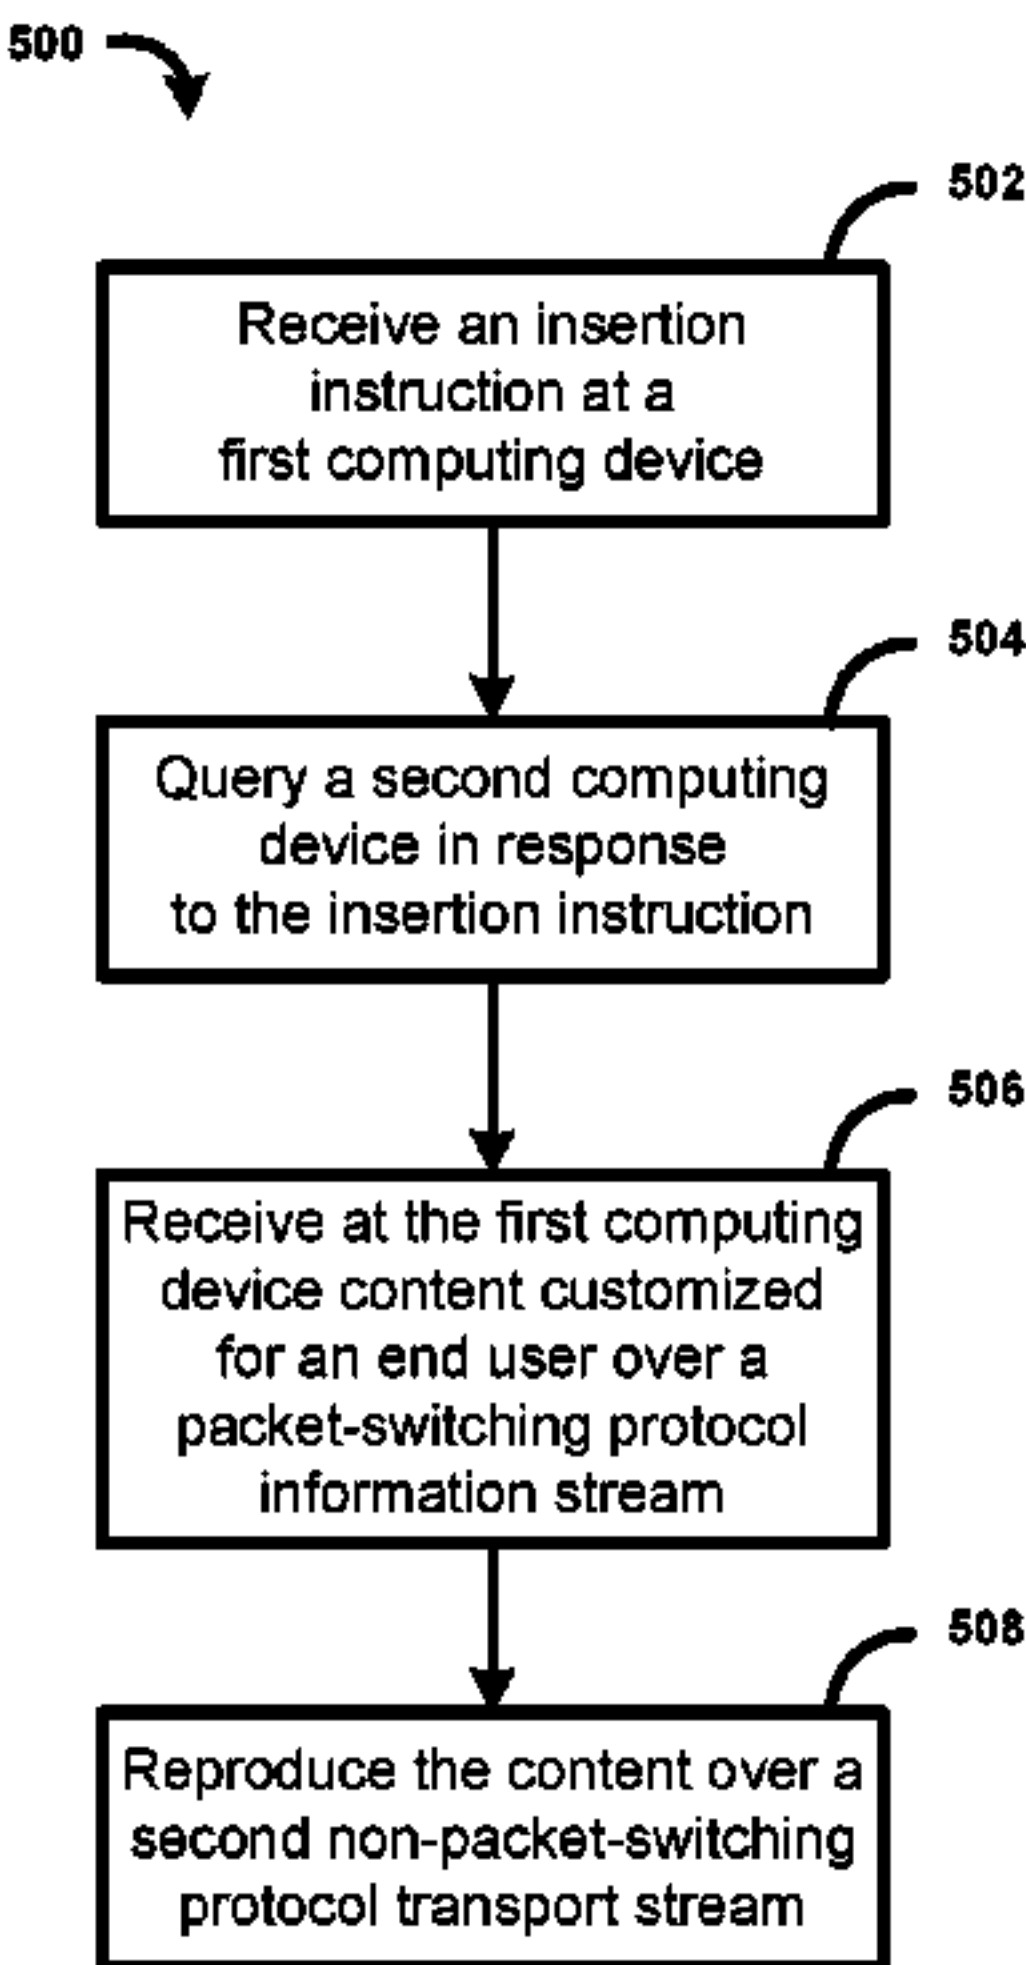 500
502
Receive an insertion
instruction at a
first computing device
504
Query a second computing
device in response
to the insertion instruction
506
Receive at the first computing
device content customized
for an end user over a
packet-switching protocol
information stream
508
Reproduce the content over a
second non-packet-switching
protocol transport stream